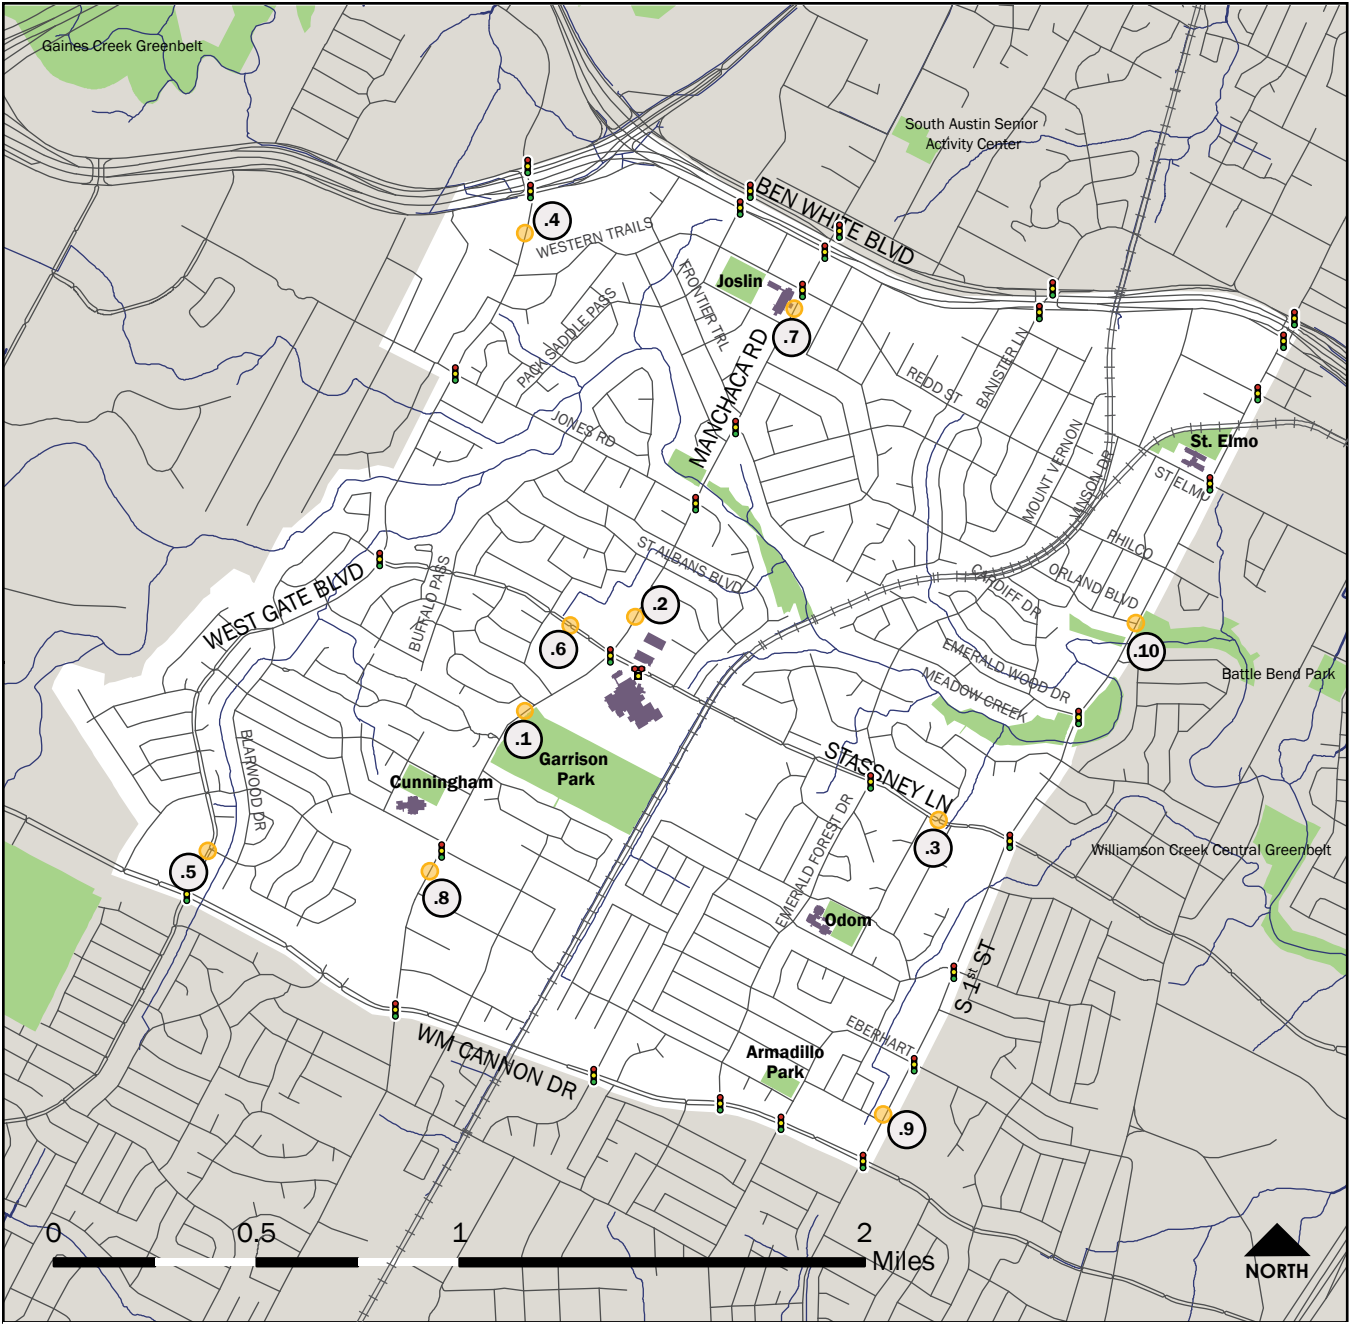 Gaines Creek Greenbelt
South Austin Senior
Activity Center
BEN WHITE BLVD
.4
WESTERN TRAILS
Joslin
FRONTIER TRL
PACK SADDLE PASS
.7
MANCHACA RD
REDD ST
BANISTER LN
JONES RD
MOUNT VERNON
VINSON DR
St. Elmo
ST ELMO
PHILCO
ST ALBANS BLVD
ORLAND BLVD
CARDIFF DR
WEST GATE BLVD
BUFFALO PASS
.2
.6
.10
EMERALD WOOD DR
MEADOW CREEK
Battle Bend Park
.1
Garrison
Park
BLARWOOD DR
Cunningham
STASSNEY LN
.3
EMERALD FOREST DR
Williamson Creek Central Greenbelt
.5
.8
Odom
S 1st ST
EBERHART
WM CANNON DR
Armadillo
Park
.9
0 0.5 1 2
Miles
NORTH